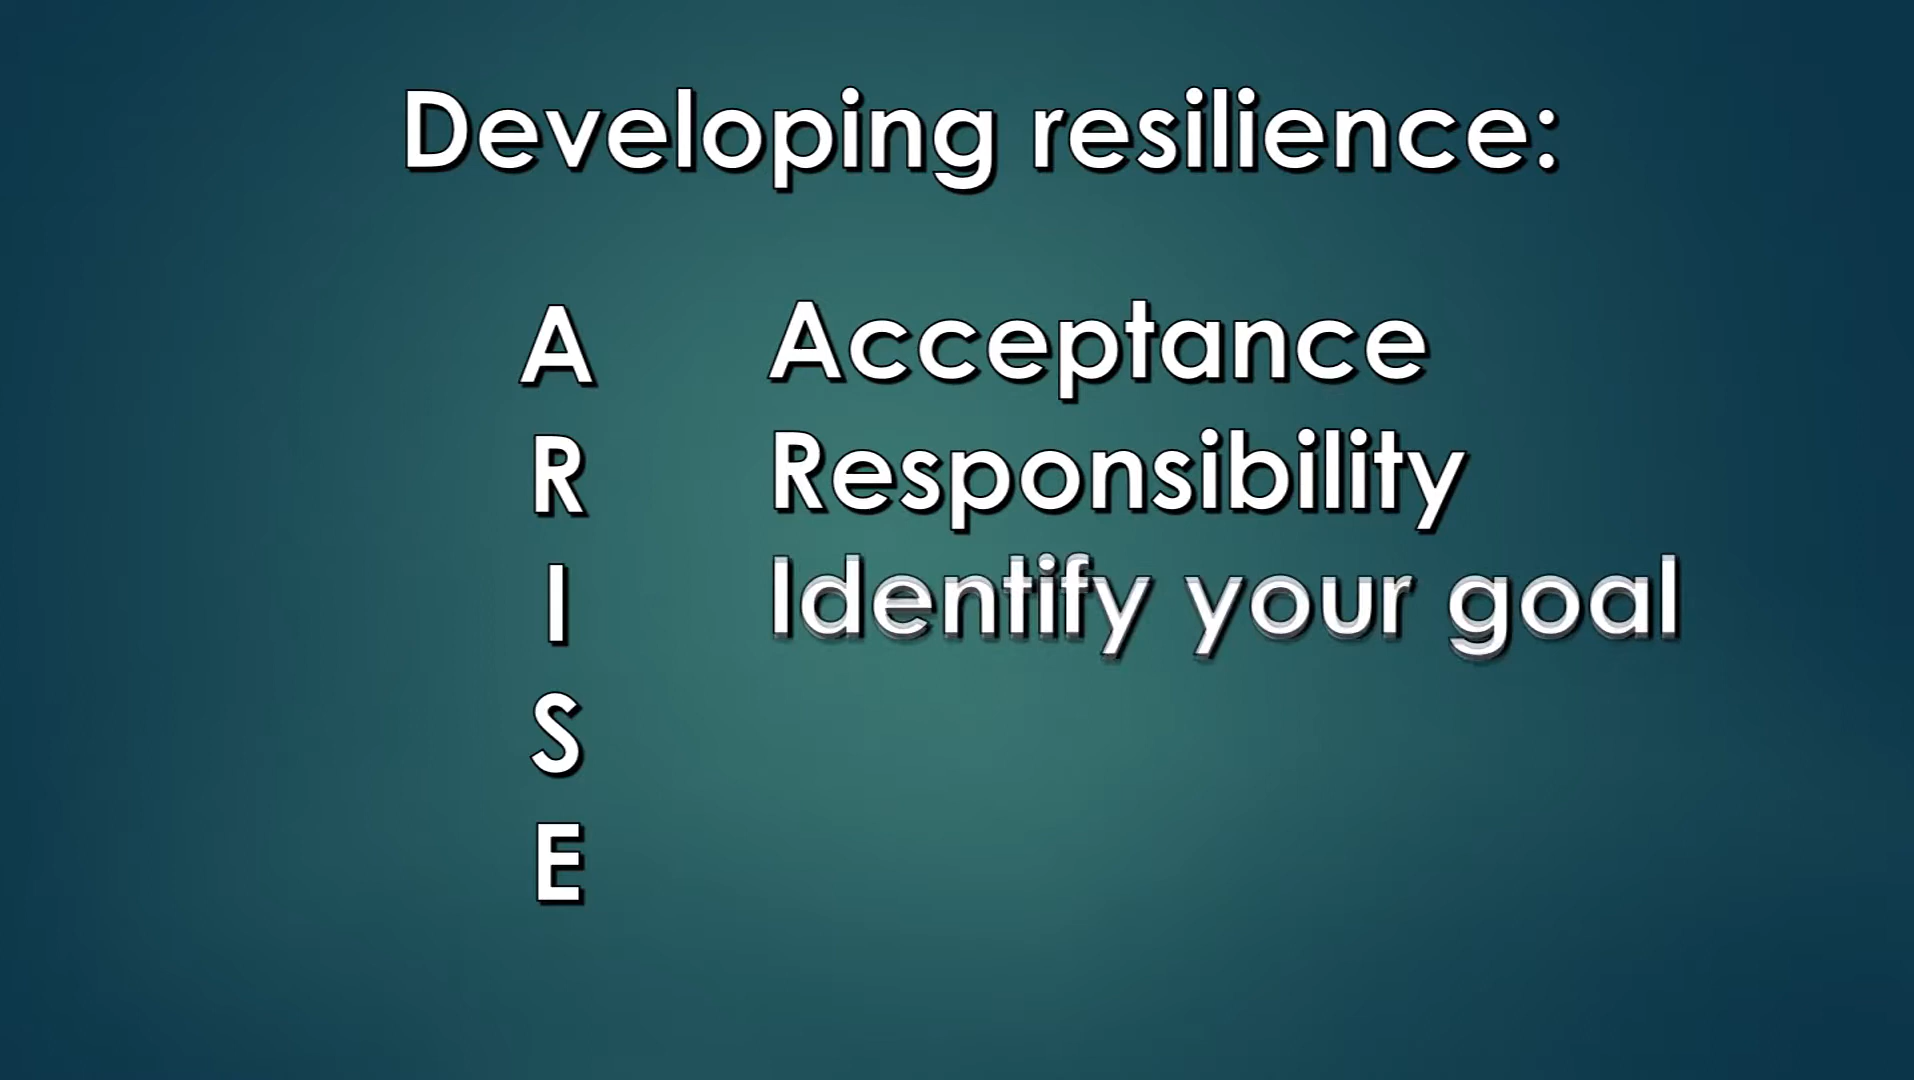 Developing resilience:
A Acceptance
R Responsibility
I Identify your goal
S
E